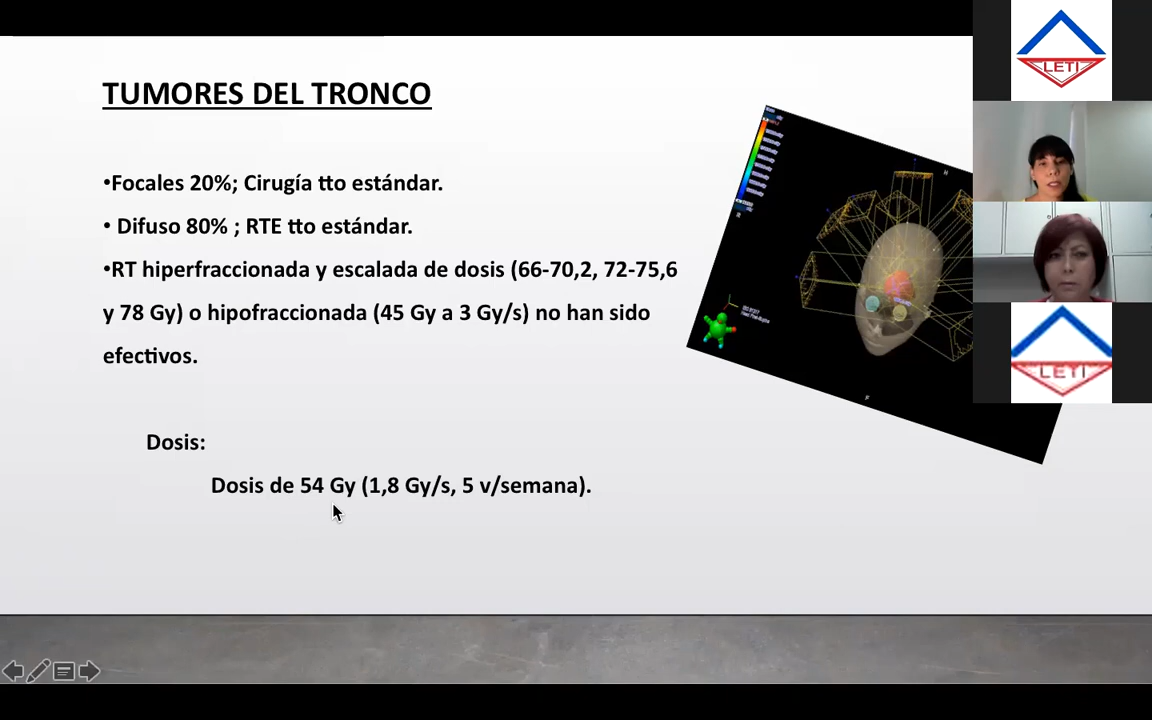 TUMORES DEL TRONCO
•Focales 20%; Cirugía tto estándar.
• Difuso 80% ; RTE tto estándar.
•RT hiperfraccionada y escalada de dosis (66-70,2, 72-75,6
y 78 Gy) o hipofraccionada (45 Gy a 3 Gy/s) no han sido
efectivos.
Dosis:
Dosis de 54 Gy (1,8 Gy/s, 5 v/semana).
LETI
LETI